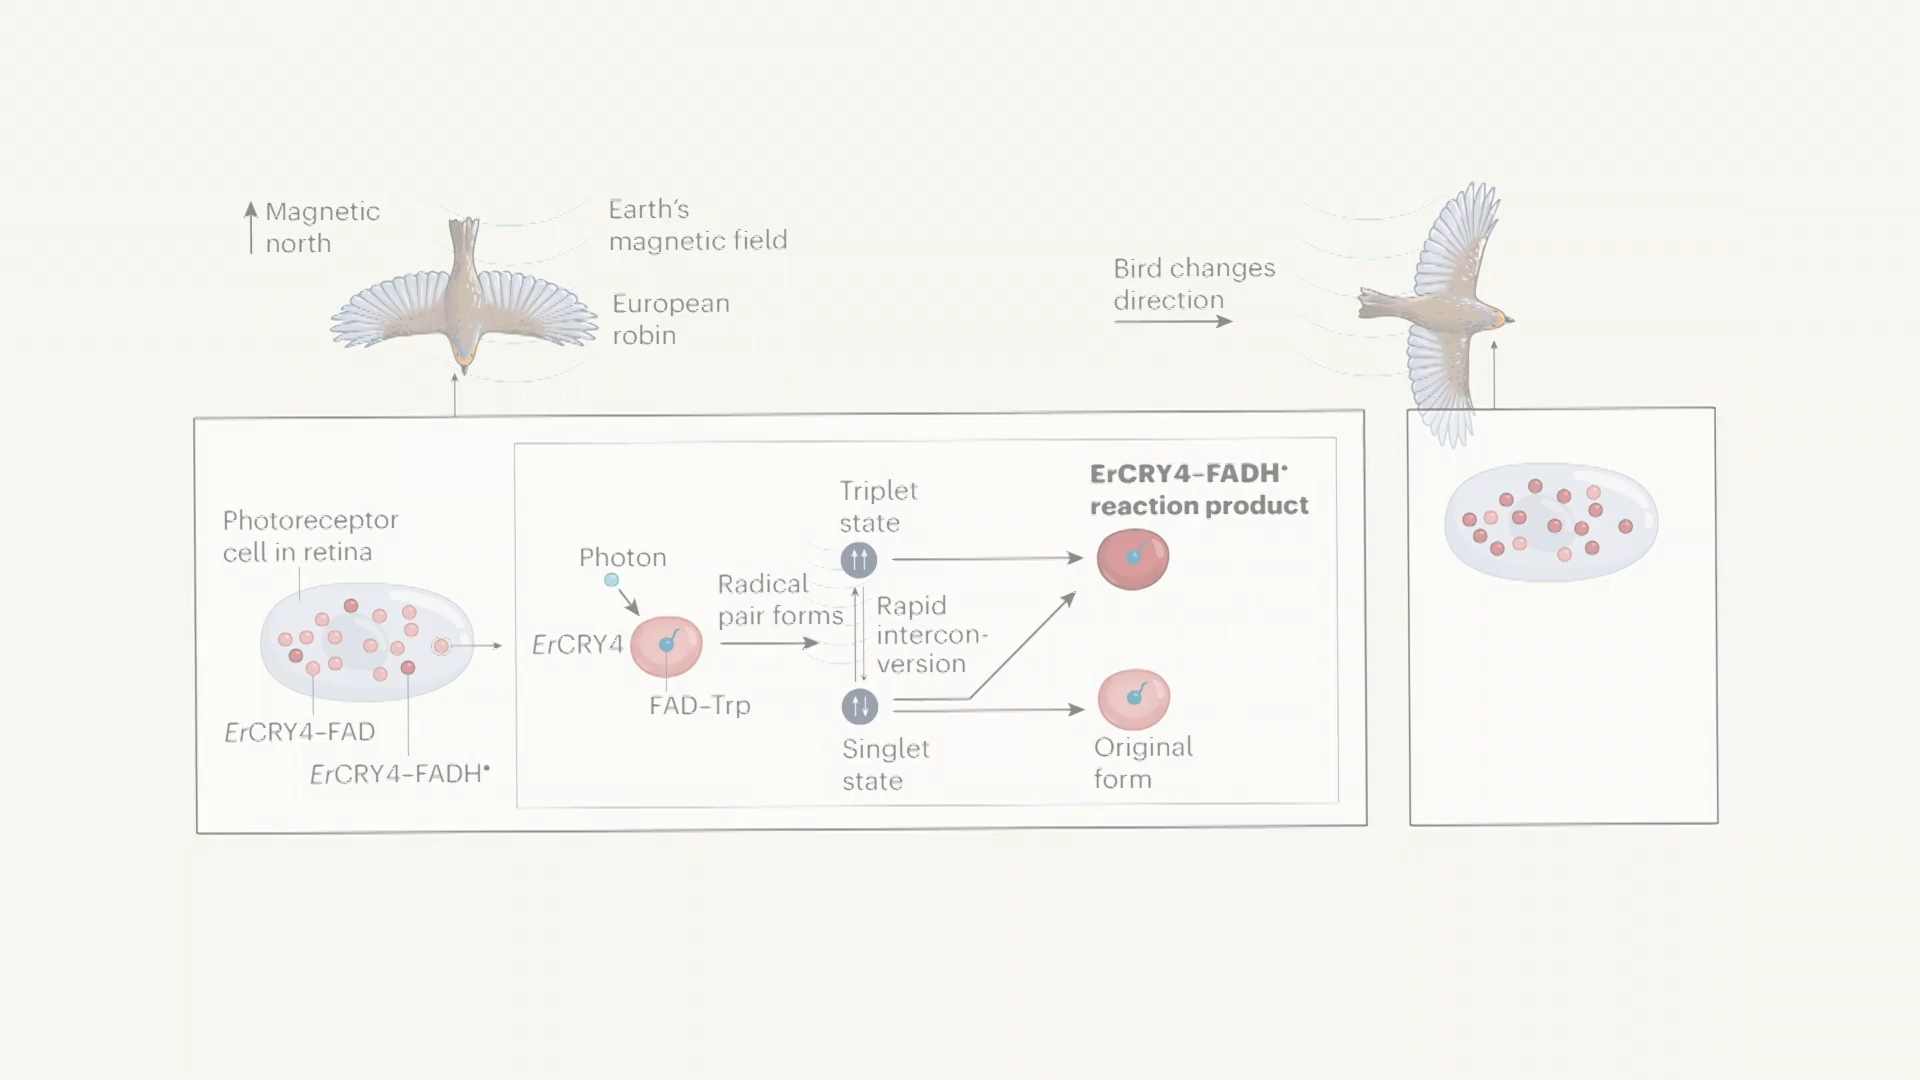 Magnetic
north
Earth's
magnetic field
European
robin
Bird changes
direction
Photoreceptor
cell in retina
ErCRY4–FAD
ErCRY4–FADH•
Photon
ErCRY4
FAD–Trp
Radical
pair forms
Triplet
state
Rapid
intercon-
version
Singlet
state
ErCRY4–FADH•
reaction product
Original
form